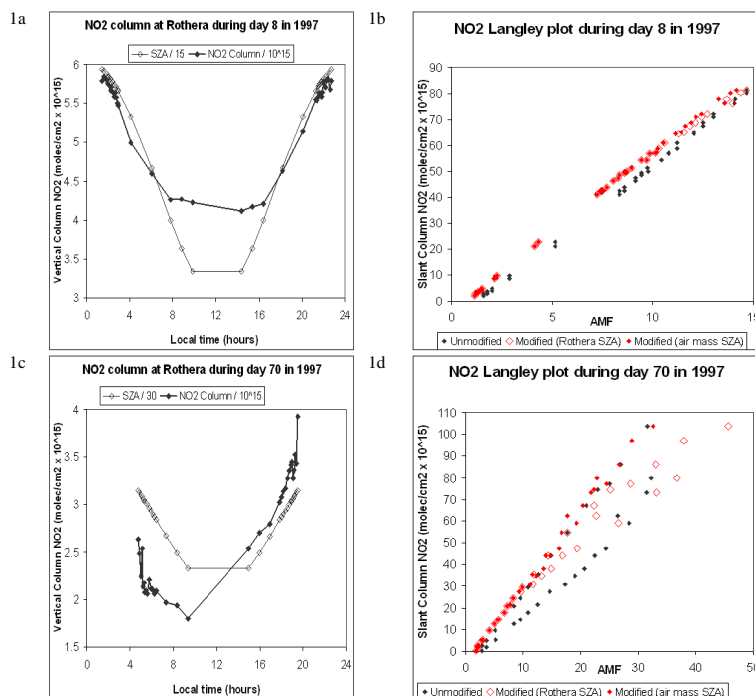 1a
NO2 column at Rothera during day 8 in 1997
SZA / 15 NO2 Column / 10^15
Vertical Column NO2 (molec/cm2 x 10^15)
6
5.5
5
4.5
4
3.5
3
0 4 8 12 16 20 24
Local time (hours)
1b
NO2 Langley plot during day 8 in 1997
Slant Column NO2 (molec/cm2 x 10^15)
90
80
70
60
50
40
30
20
10
0
0 5 10 15
AMF
Unmodified Modified (Rothera SZA) Modified (air mass SZA)
1c
NO2 column at Rothera during day 70 in 1997
SZA / 30 NO2 Column / 10^15
Vertical Column NO2 (molec/cm2 x 10^15)
4
3.5
3
2.5
2
1.5
0 4 8 12 16 20 24
Local time (hours)
1d
NO2 Langley plot during day 70 in 1997
Slant Column NO2 (molec/cm2 x 10^15)
110
100
90
80
70
60
50
40
30
20
10
0
0 10 20 30 40 50
AMF
Unmodified Modified (Rothera SZA) Modified (air mass SZA)